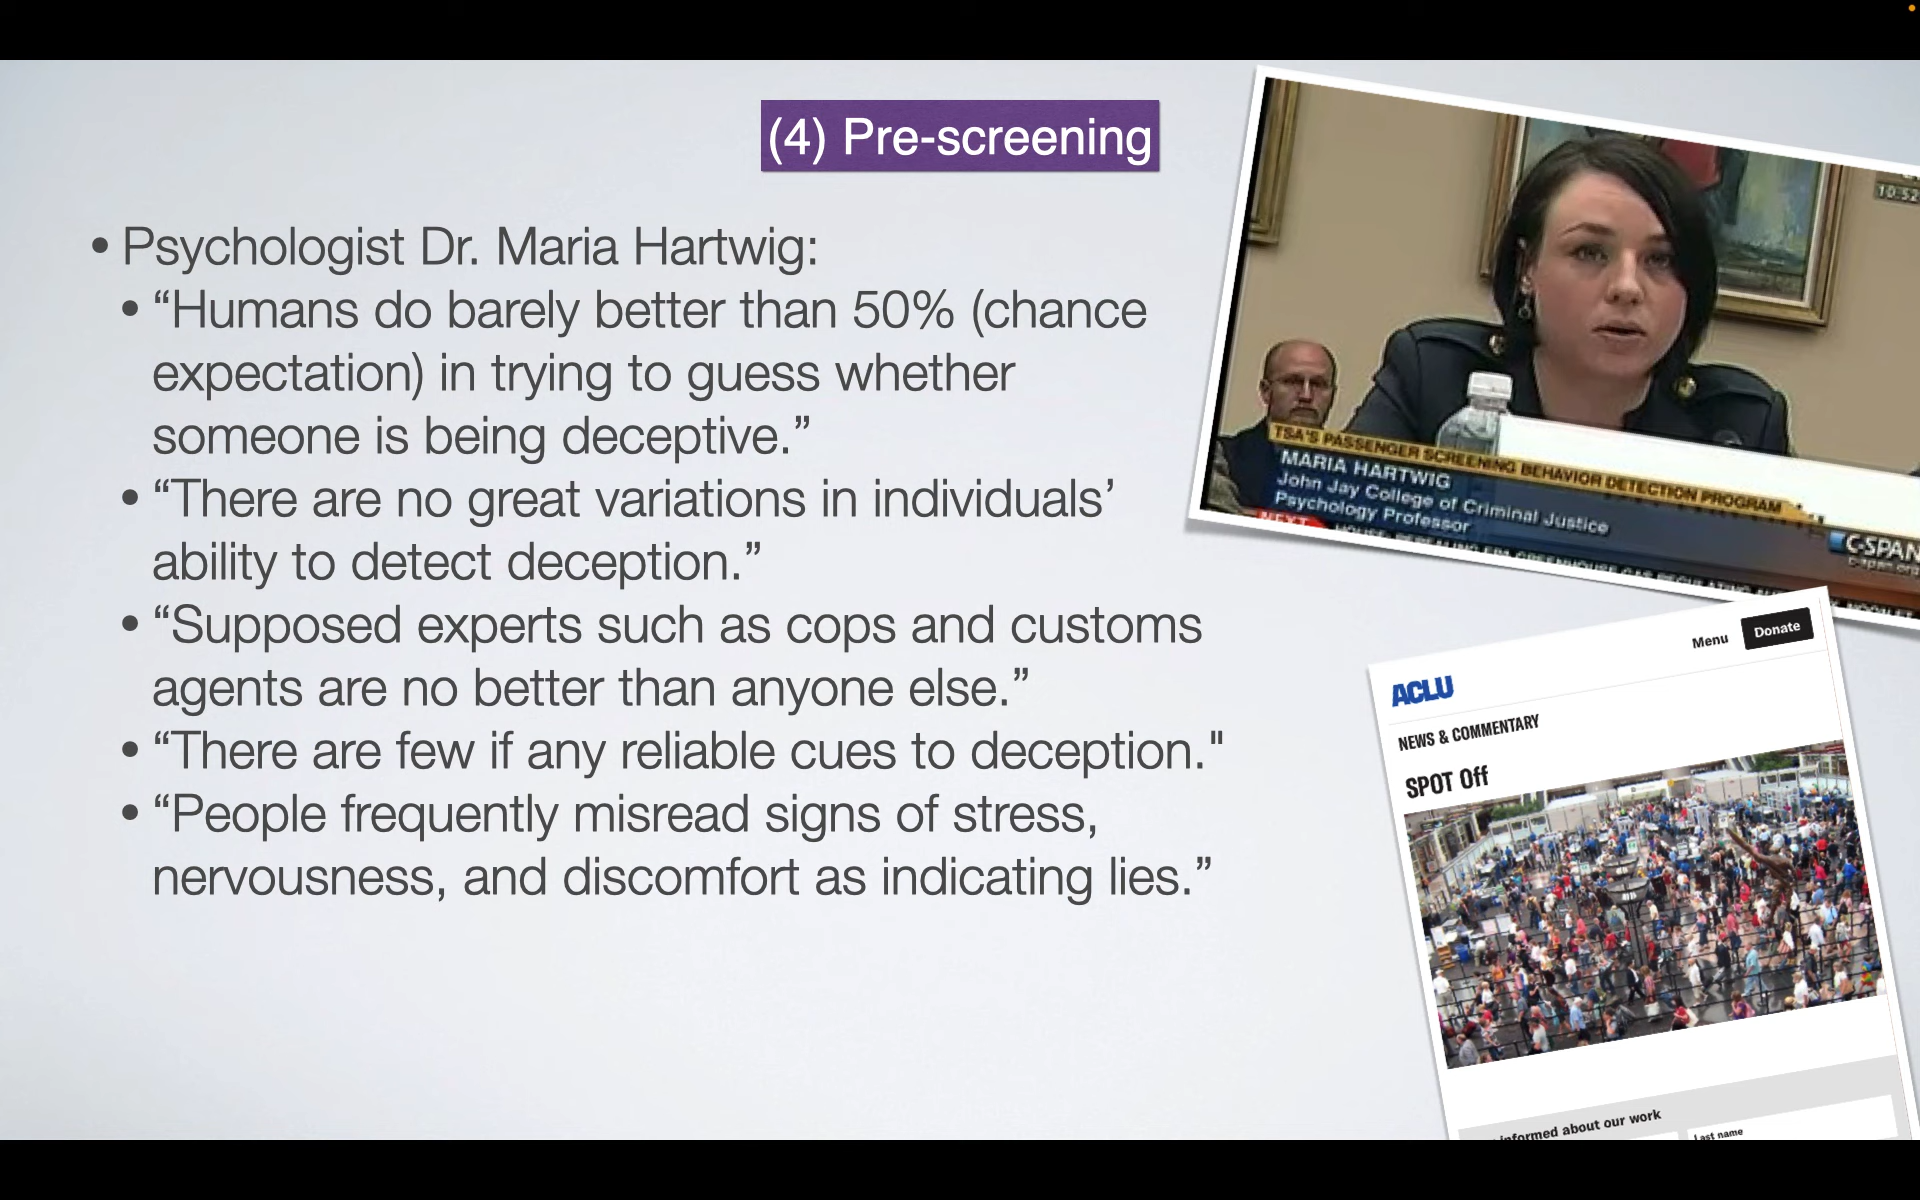 (4) Pre-screening
• Psychologist Dr. Maria Hartwig:
• “Humans do barely better than 50% (chance
expectation) in trying to guess whether
someone is being deceptive.”
• “There are no great variations in individuals’
ability to detect deception.”
• “Supposed experts such as cops and customs
agents are no better than anyone else.”
• “There are few if any reliable cues to deception."
• “People frequently misread signs of stress,
nervousness, and discomfort as indicating lies.”
10:52
TSA'S PASSENGER SCREENING BEHAVIOR DETECTION PROGRAM
MARIA HARTWIG
John Jay College of Criminal Justice
Psychology Professor
NEXT
C-SPAN
c-span.org
Menu
Donate
ACLU
NEWS & COMMENTARY
SPOT Off
informed about our work
Last name